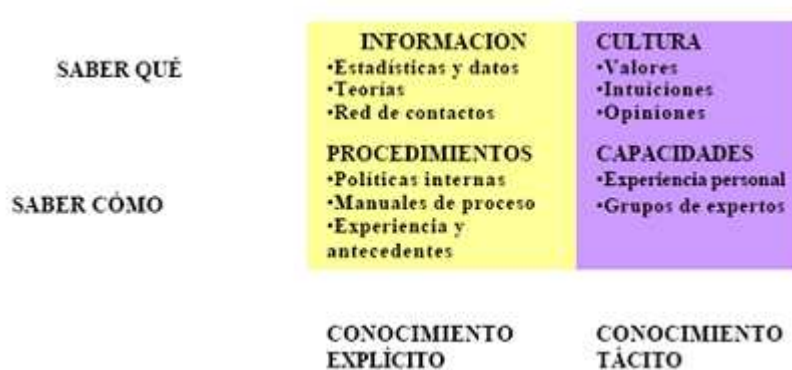 SABER QUÉ
INFORMACION
•Estadísticas y datos
•Teorías
•Red de contactos
CULTURA
•Valores
•Intuiciones
•Opiniones
SABER CÓMO
PROCEDIMIENTOS
•Políticas internas
•Manuales de proceso
•Experiencia y
antecedentes
CAPACIDADES
•Experiencia personal
•Grupos de expertos
CONOCIMIENTO
EXPLÍCITO
CONOCIMIENTO
TÁCITO